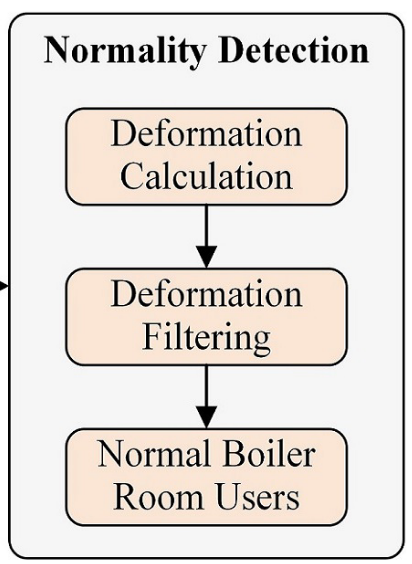 Normality Detection
Deformation
Calculation
Deformation
Filtering
Normal Boiler
Room Users